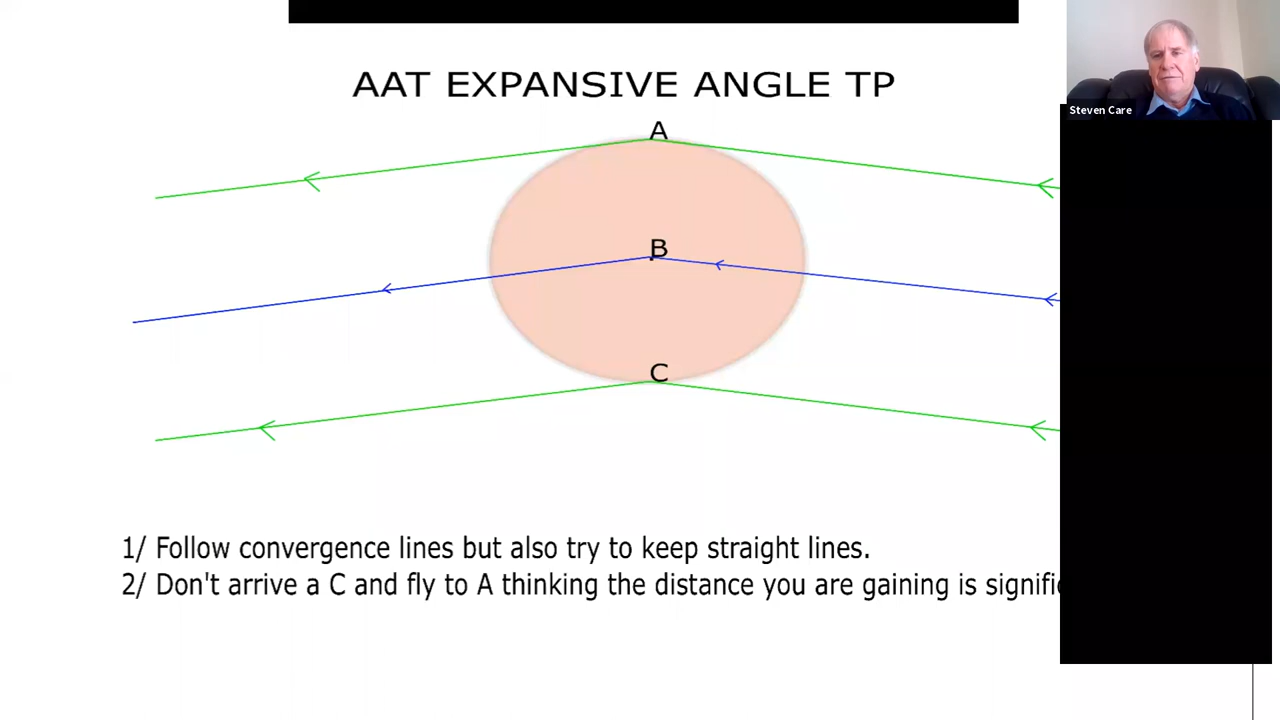 AAT EXPANSIVE ANGLE TP
Steven Care
A
B
C
1/ Follow convergence lines but also try to keep straight lines.
2/ Don't arrive a C and fly to A thinking the distance you are gaining is